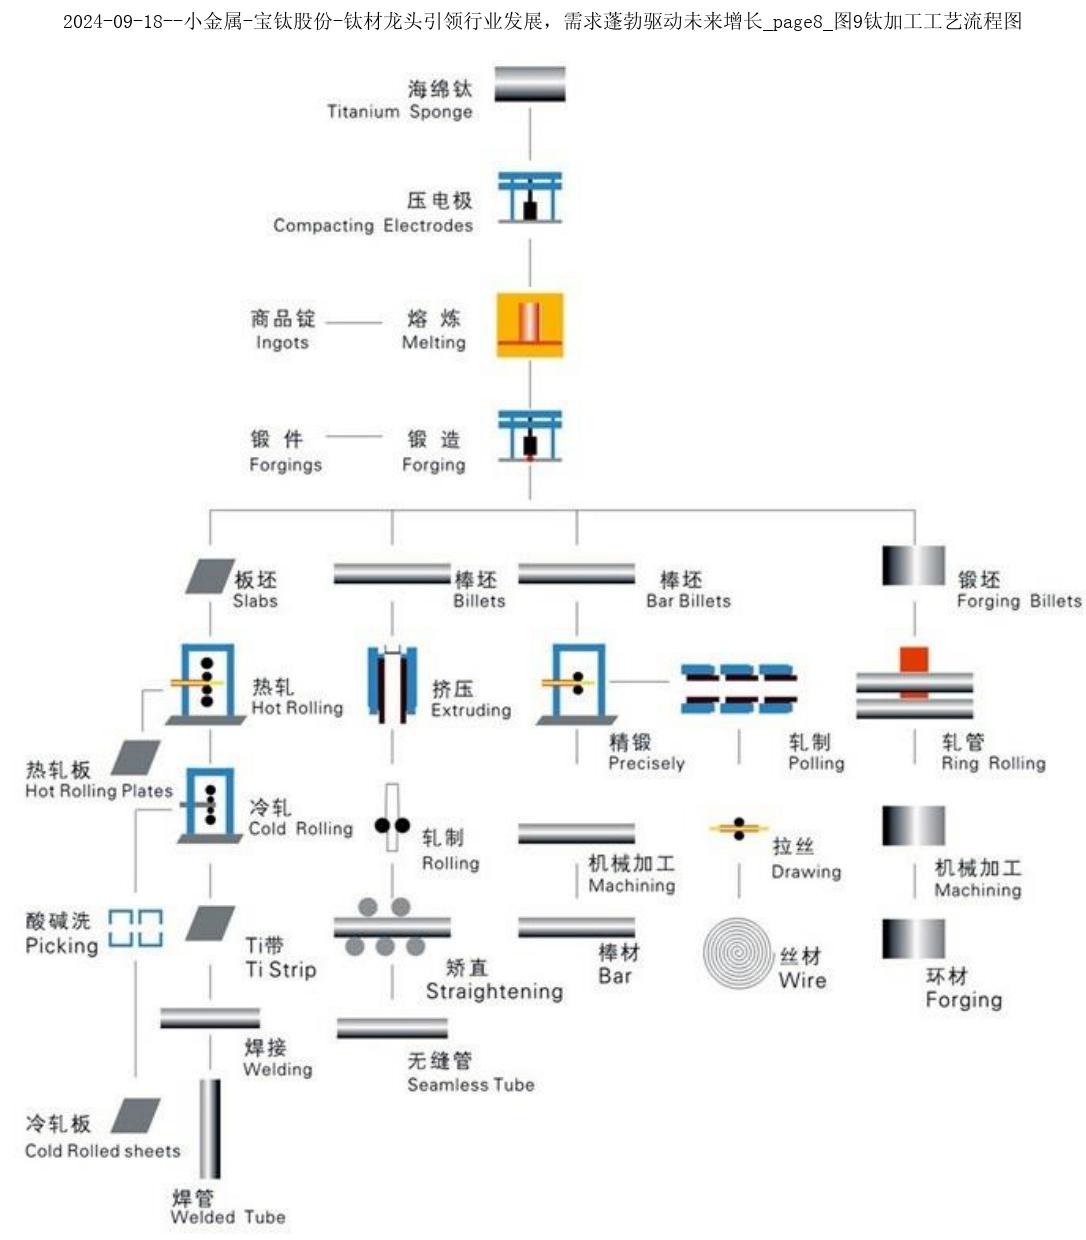 2024-09-18--小金属-宝钛股份-钛材龙头引领行业发展，需求蓬勃驱动未来增长_page8_图9钛加工工艺流程图
海绵钛
Titanium Sponge
压电极
Compacting Electrodes
商品锭
Ingots
熔 炼
Melting
锻 件
Forgings
锻 造
Forging
板坯
Slabs
棒坯
Billets
棒坯
Bar Billets
锻坯
Forging Billets
热轧
Hot Rolling
挤压
Extruding
精锻
Precisely
轧制
Polling
轧管
Ring Rolling
热轧板
Hot Rolling Plates
冷轧
Cold Rolling
轧制
Rolling
机械加工
Machining
拉丝
Drawing
机械加工
Machining
酸碱洗
Picking
Ti带
Ti Strip
矫直
Straightening
棒材
Bar
丝材
Wire
环材
Forging
焊接
Welding
无缝管
Seamless Tube
冷轧板
Cold Rolled sheets
焊管
Welded Tube